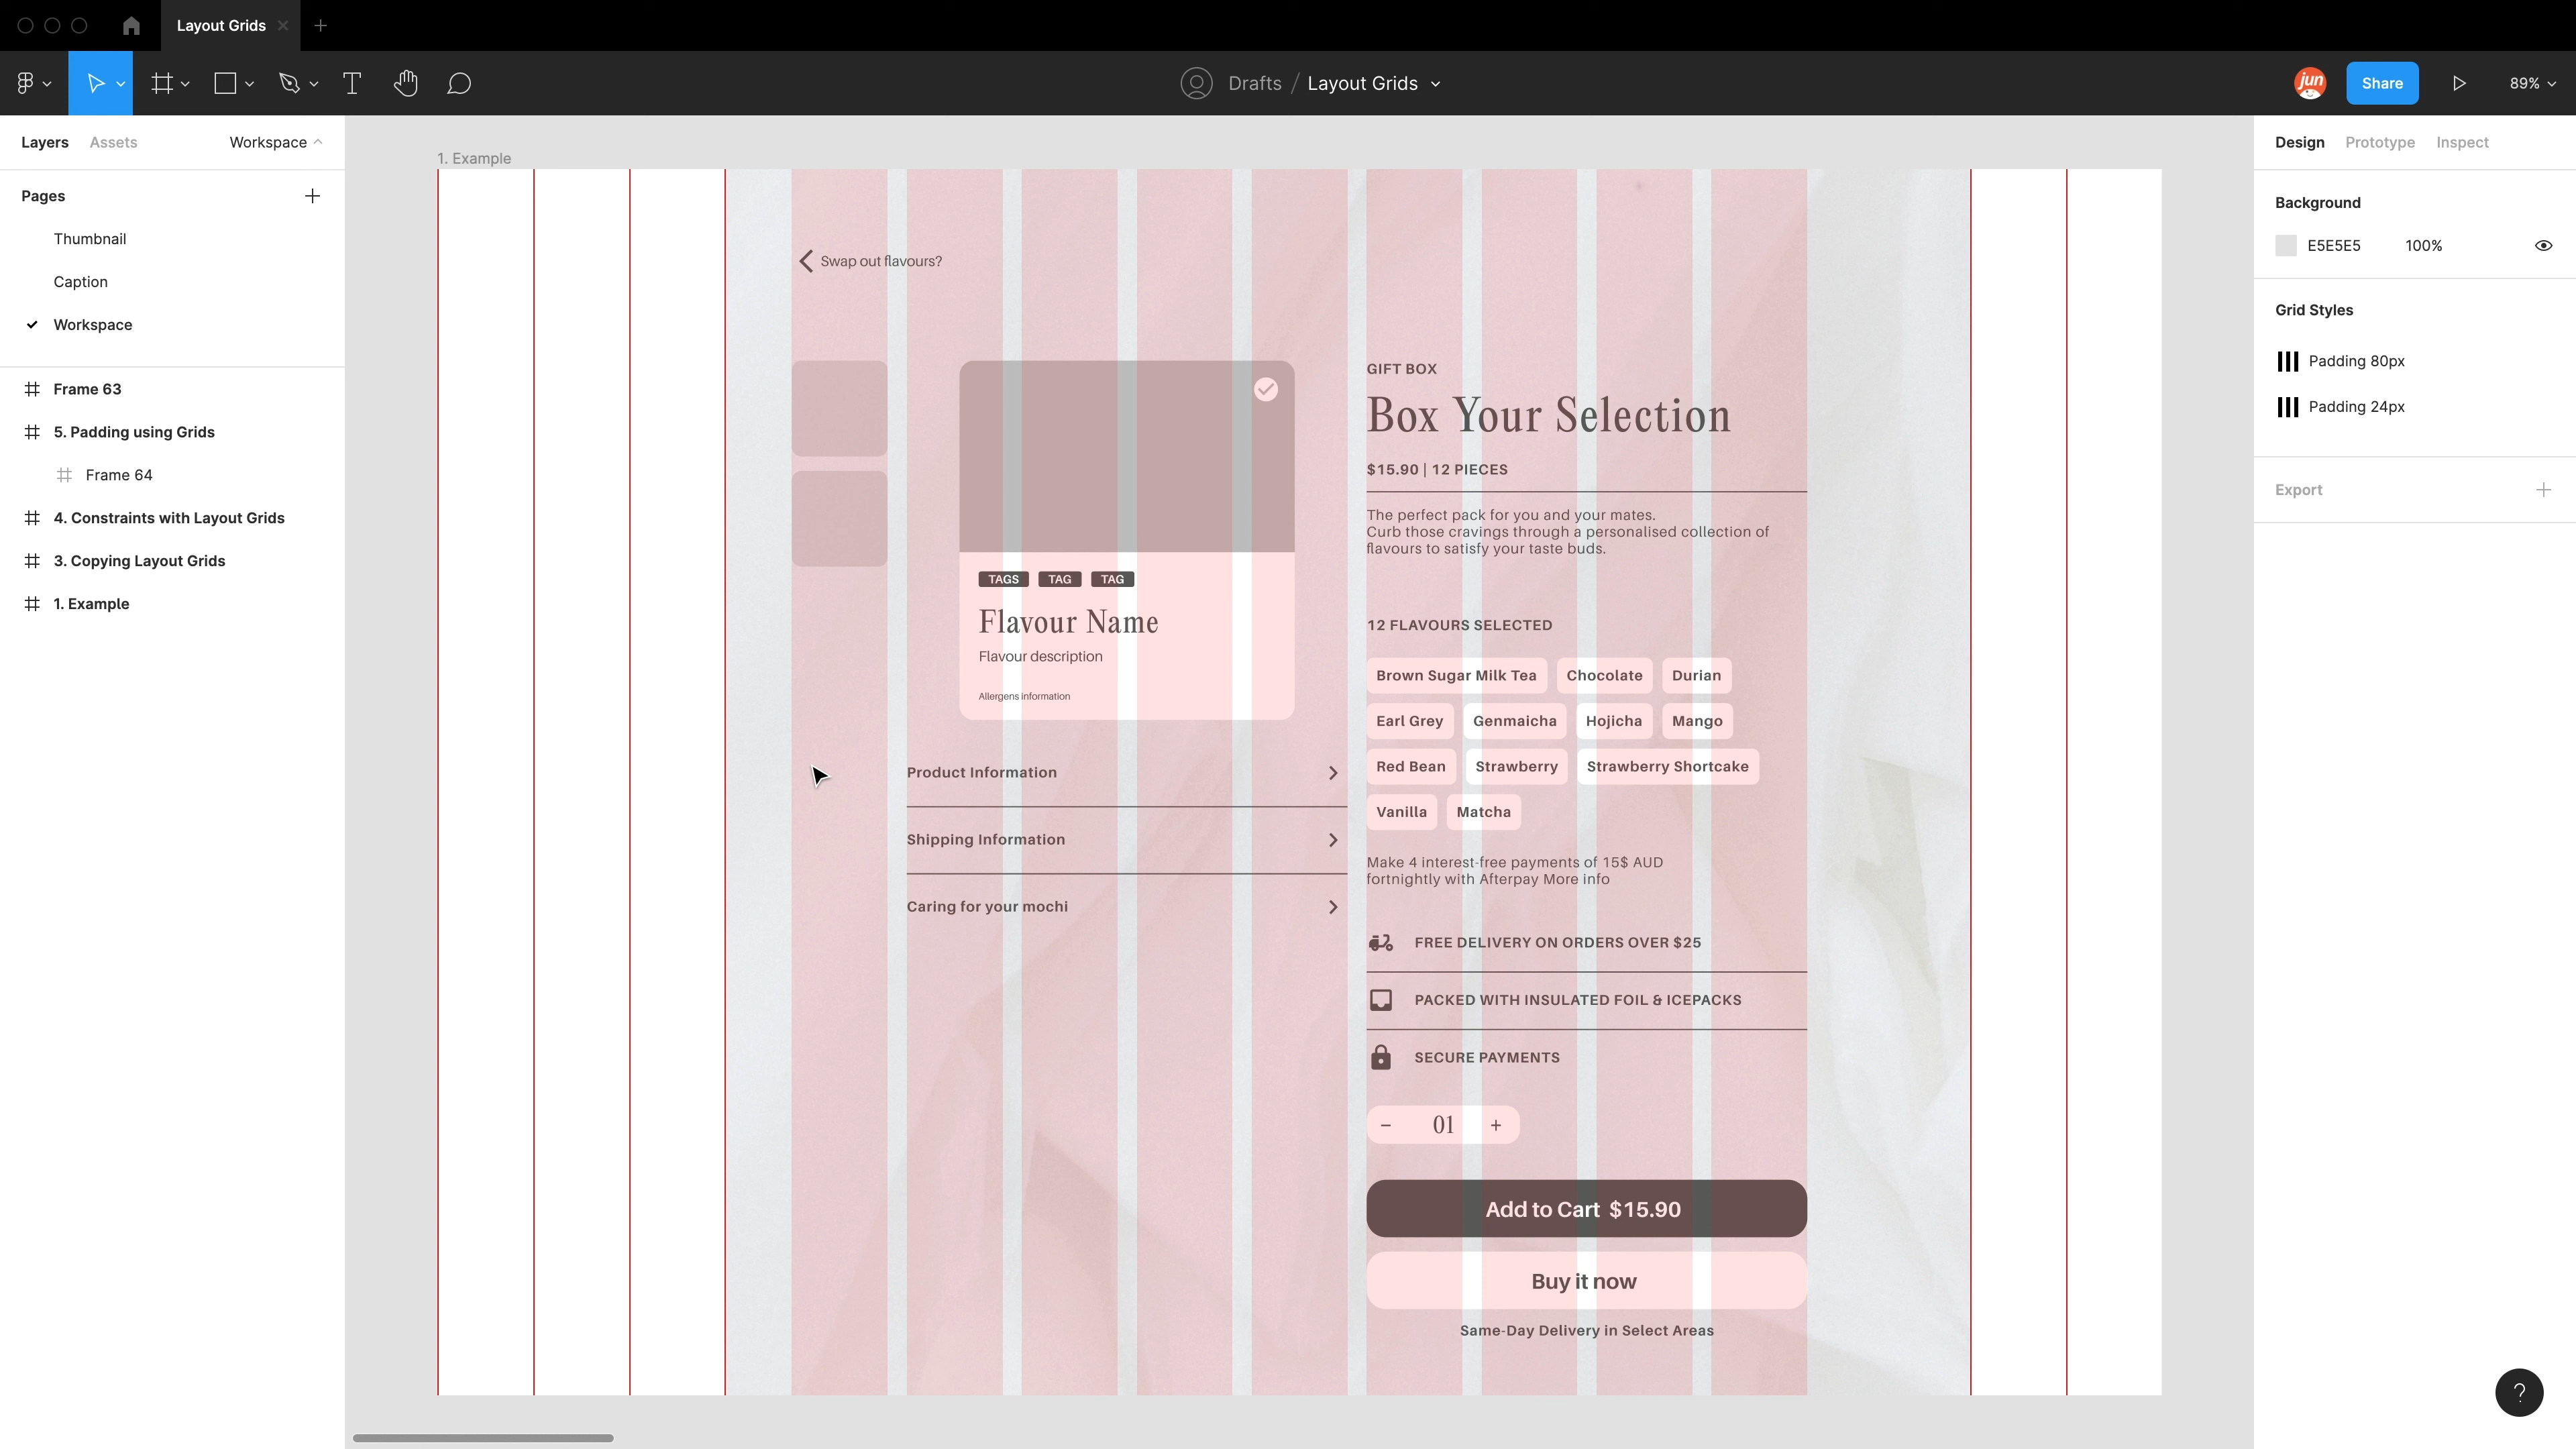 Layout Grids
Drafts / Layout Grids
jun
Share
89%
Layers
Assets
Workspace
Pages
Thumbnail
Caption
Workspace
Frame 63
5. Padding using Grids
Frame 64
4. Constraints with Layout Grids
3. Copying Layout Grids
1. Example
1. Example
Swap out flavours?
TAGS
TAG
TAG
Flavour Name
Flavour description
Allergens information
Product Information
Shipping Information
Caring for your mochi
GIFT BOX
Box Your Selection
$15.90 | 12 PIECES
The perfect pack for you and your mates.
Curb those cravings through a personalised collection of
flavours to satisfy your taste buds.
12 FLAVOURS SELECTED
Brown Sugar Milk Tea
Chocolate
Durian
Earl Grey
Genmaicha
Hojicha
Mango
Red Bean
Strawberry
Strawberry Shortcake
Vanilla
Matcha
Make 4 interest-free payments of 15$ AUD
fortnightly with Afterpay More info
FREE DELIVERY ON ORDERS OVER $25
PACKED WITH INSULATED FOIL & ICEPACKS
SECURE PAYMENTS
− 01 +
Add to Cart $15.90
Buy it now
Same-Day Delivery in Select Areas
Design
Prototype
Inspect
Background
E5E5E5
100%
Grid Styles
Padding 80px
Padding 24px
Export
?